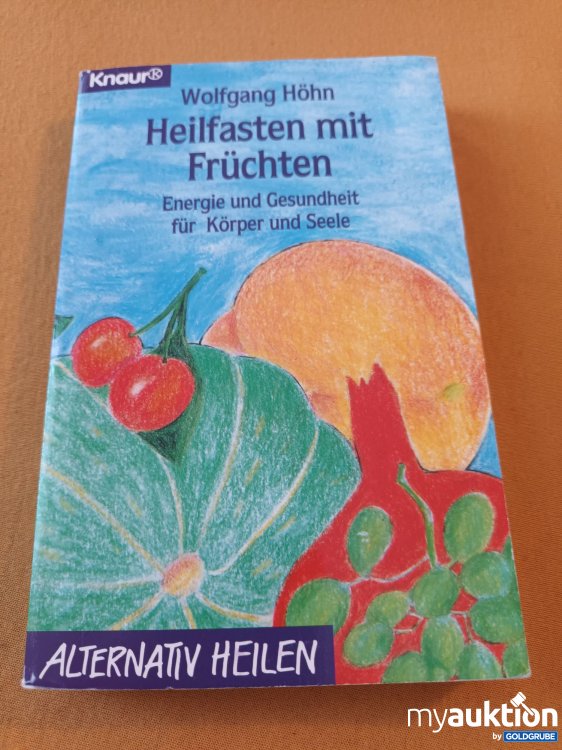 Knaur®
Wolfgang Höhn
Heilfasten mit
Früchten
Energie und Gesundheit
für Körper und Seele
ALTERNATIV HEILEN
myauktion
by GOLDGRUBE